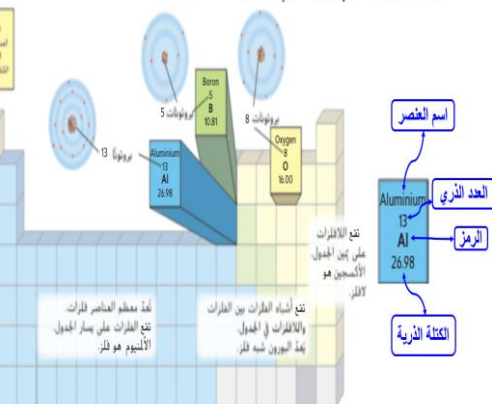 Boron
5
B
10.81
5 بروتونات
8 بروتونات
Oxygen
8
O
16.00
13 بروتونًا
Aluminium
13
Al
26.98
اسم العنصر
Aluminium
13
Al
26.98
العدد الذري
الرمز
الكتلة الذرية
تقع اللافلزات
على يمين الجدول.
الأكسجين هو
لافلز.
تقع أشباه الفلزات بين الفلزات
واللافلزات في الجدول.
يُعدّ البورون شبه فلز.
تُعدّ معظم العناصر فلزات.
تقع الفلزات على يسار الجدول.
الألمنيوم هو فلز.